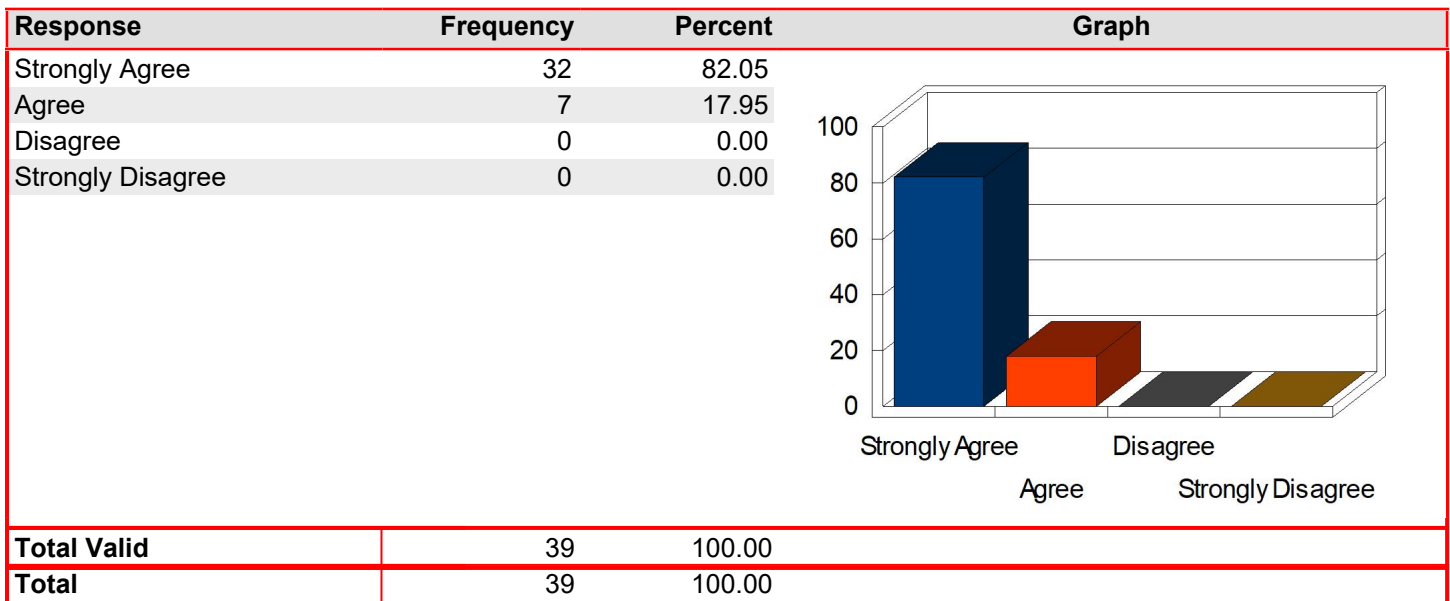 Response Frequency Percent Graph
Strongly Agree 32 82.05
Agree 7 17.95
Disagree 0 0.00
Strongly Disagree 0 0.00
100
80
60
40
20
0
Strongly Agree Disagree
Agree Strongly Disagree
Total Valid 39 100.00
Total 39 100.00